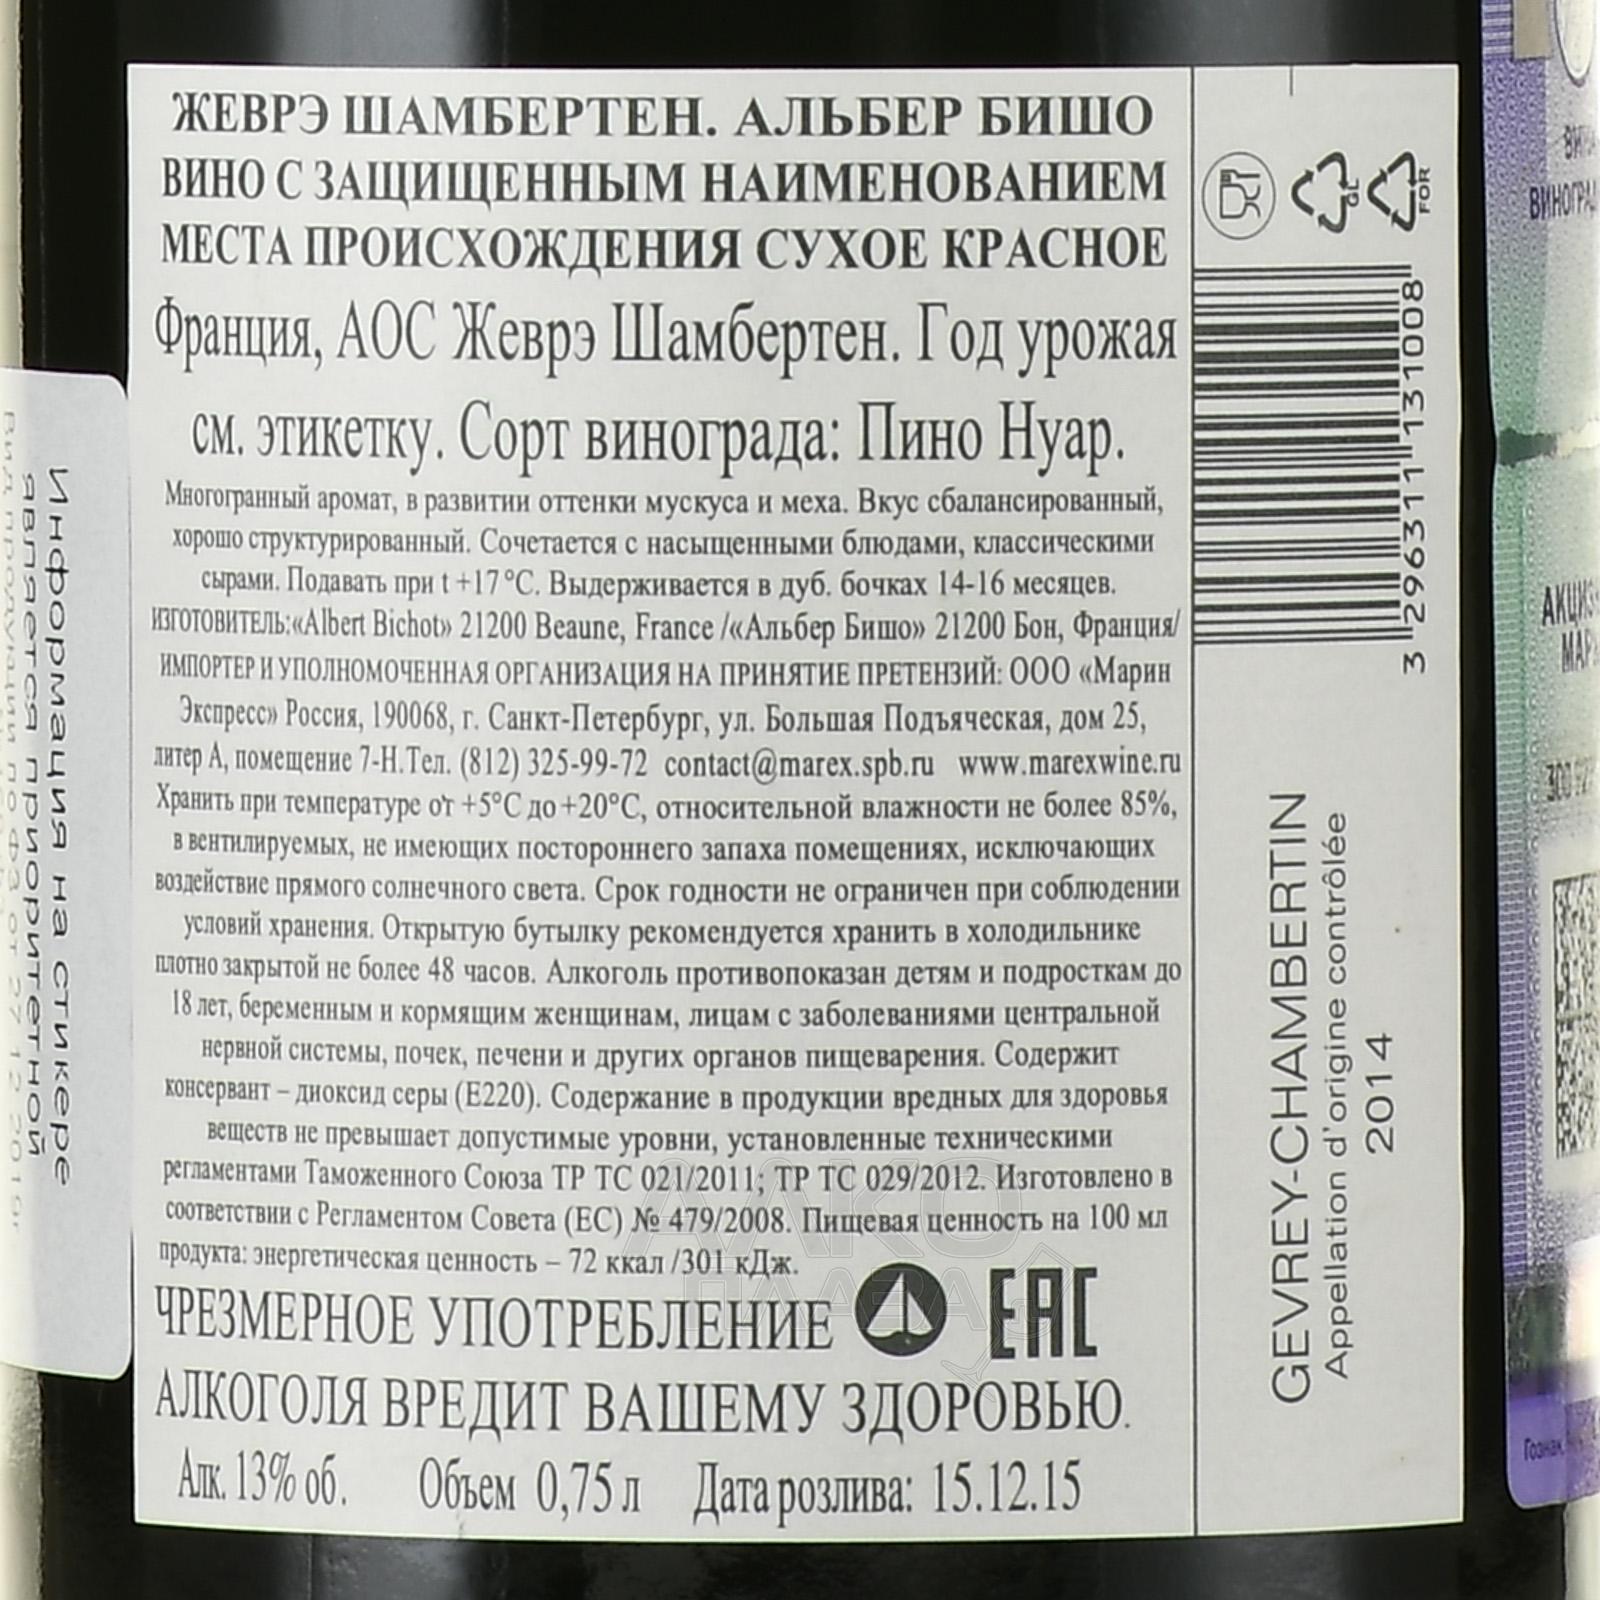 ЖЕВРЭ ШАМБЕРТЕН. АЛЬБЕР БИШО
ВИНО С ЗАЩИЩЕННЫМ НАИМЕНОВАНИЕМ
МЕСТА ПРОИСХОЖДЕНИЯ СУХОЕ КРАСНОЕ
Франция, АОС Жеврэ Шамбертен. Год урожая
см. этикетку. Сорт винограда: Пино Нуар.
Многогранный аромат, в развитии оттенки мускуса и меха. Вкус сбалансированный,
хорошо структурированный. Сочетается с насыщенными блюдами, классическими
сырами. Подавать при t +17 °С. Выдерживается в дуб. бочках 14-16 месяцев.
ИЗГОТОВИТЕЛЬ:«Albert Bichot» 21200 Beaune, France /«Альбер Бишо» 21200 Бон, Франция/
ИМПОРТЕР И УПОЛНОМОЧЕННАЯ ОРГАНИЗАЦИЯ НА ПРИНЯТИЕ ПРЕТЕНЗИЙ: ООО «Марин
Экспресс» Россия, 190068, г. Санкт-Петербург, ул. Большая Подъяческая, дом 25,
литер А, помещение 7-Н.Тел. (812) 325-99-72 contact@marex.spb.ru www.marexwine.ru
Хранить при температуре от +5°С до +20°С, относительной влажности не более 85%,
в вентилируемых, не имеющих постороннего запаха помещениях, исключающих
воздействие прямого солнечного света. Срок годности не ограничен при соблюдении
условий хранения. Открытую бутылку рекомендуется хранить в холодильнике
плотно закрытой не более 48 часов. Алкоголь противопоказан детям и подросткам до
18 лет, беременным и кормящим женщинам, лицам с заболеваниями центральной
нервной системы, почек, печени и других органов пищеварения. Содержит
консервант – диоксид серы (Е220). Содержание в продукции вредных для здоровья
веществ не превышает допустимые уровни, установленные техническими
регламентами Таможенного Союза ТР ТС 021/2011; ТР ТС 029/2012. Изготовлено в
соответствии с Регламентом Совета (ЕС) № 479/2008. Пищевая ценность на 100 мл
продукта: энергетическая ценность – 72 ккал /301 кДж.
ЧРЕЗМЕРНОЕ УПОТРЕБЛЕНИЕ
EAC
АЛКОГОЛЯ ВРЕДИТ ВАШЕМУ ЗДОРОВЬЮ.
Алк. 13% об. Объем 0,75 л Дата розлива: 15.12.15
GL
FOR
3 296311 131008
GEVREY-CHAMBERTIN
Appellation d'origine contrôlée
2014
Информация на стикере
является приоритетной
АЛКО
ПЛАЗА